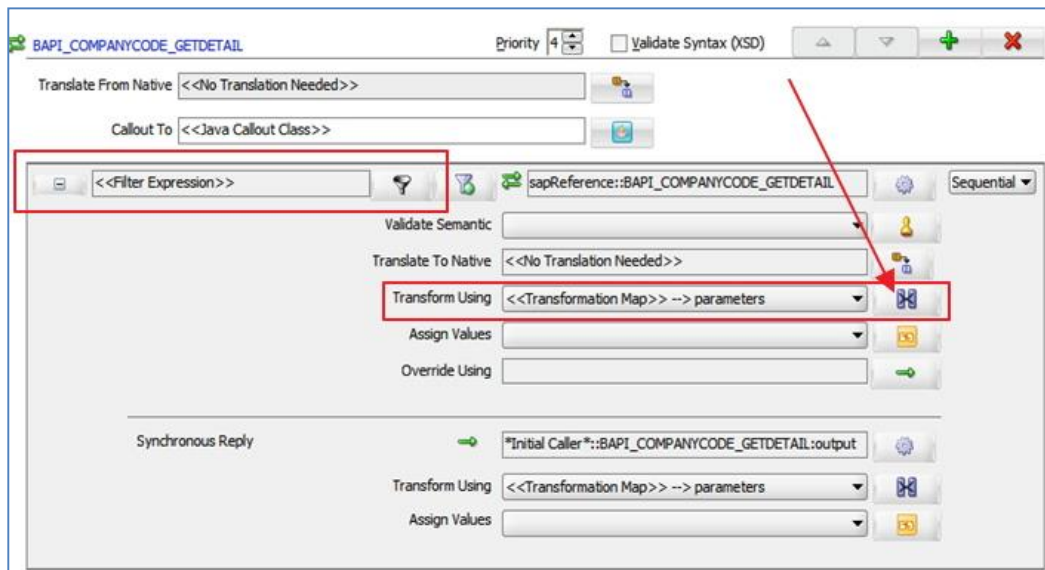 BAPI_COMPANYCODE_GETDETAIL Priority 4 Validate Syntax (XSD)
Translate From Native <<No Translation Needed>>
Callout To <<Java Callout Class>>
<<Filter Expression>> sapReference::BAPI_COMPANYCODE_GETDETAIL Sequential
Validate Semantic
Translate To Native <<No Translation Needed>>
Transform Using <<Transformation Map>> --> parameters
Assign Values
Override Using
Synchronous Reply *Initial Caller*::BAPI_COMPANYCODE_GETDETAIL:output
Transform Using <<Transformation Map>> --> parameters
Assign Values